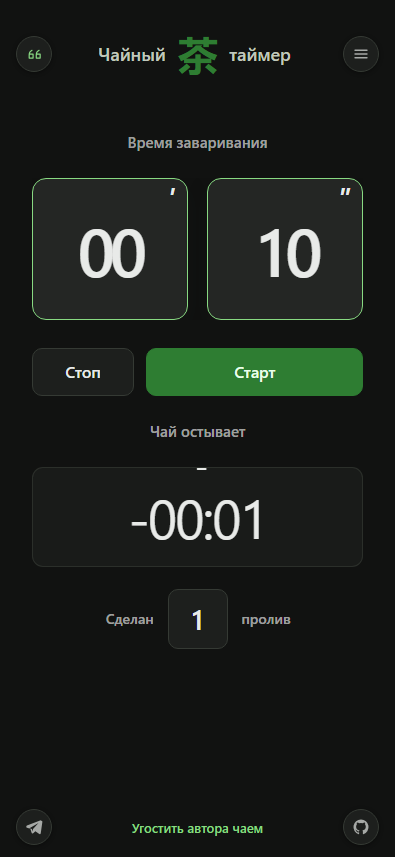 Чайный 茶 таймер
Время заваривания
′ ″
00 10
Стоп Старт
Чай остывает
-00:01
Сделан 1 пролив
Угостить автора чаем